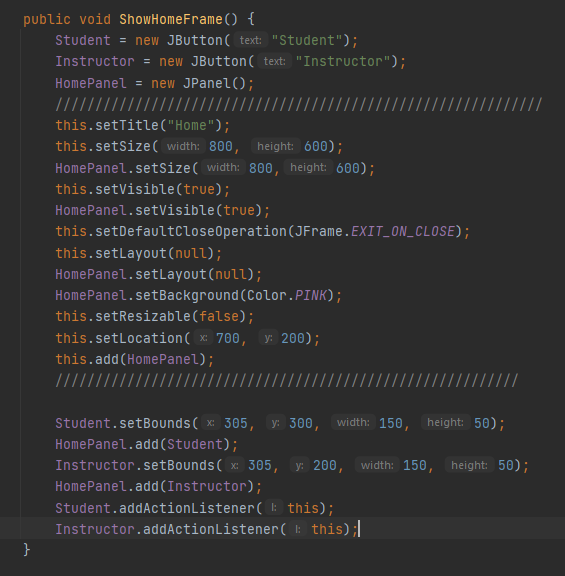 public void ShowHomeFrame() {
Student = new JButton( text: "Student");
Instructor = new JButton( text: "Instructor");
HomePanel = new JPanel();
/////////////////////////////////////////////////////////////
this.setTitle("Home");
this.setSize( width: 800, height: 600);
HomePanel.setSize( width: 800, height: 600);
this.setVisible(true);
HomePanel.setVisible(true);
this.setDefaultCloseOperation(JFrame.EXIT_ON_CLOSE);
this.setLayout(null);
HomePanel.setLayout(null);
HomePanel.setBackground(Color.PINK);
this.setResizable(false);
this.setLocation( x: 700, y: 200);
this.add(HomePanel);
//////////////////////////////////////////////////////////
Student.setBounds( x: 305, y: 300, width: 150, height: 50);
HomePanel.add(Student);
Instructor.setBounds( x: 305, y: 200, width: 150, height: 50);
HomePanel.add(Instructor);
Student.addActionListener( l: this);
Instructor.addActionListener( l: this);
}